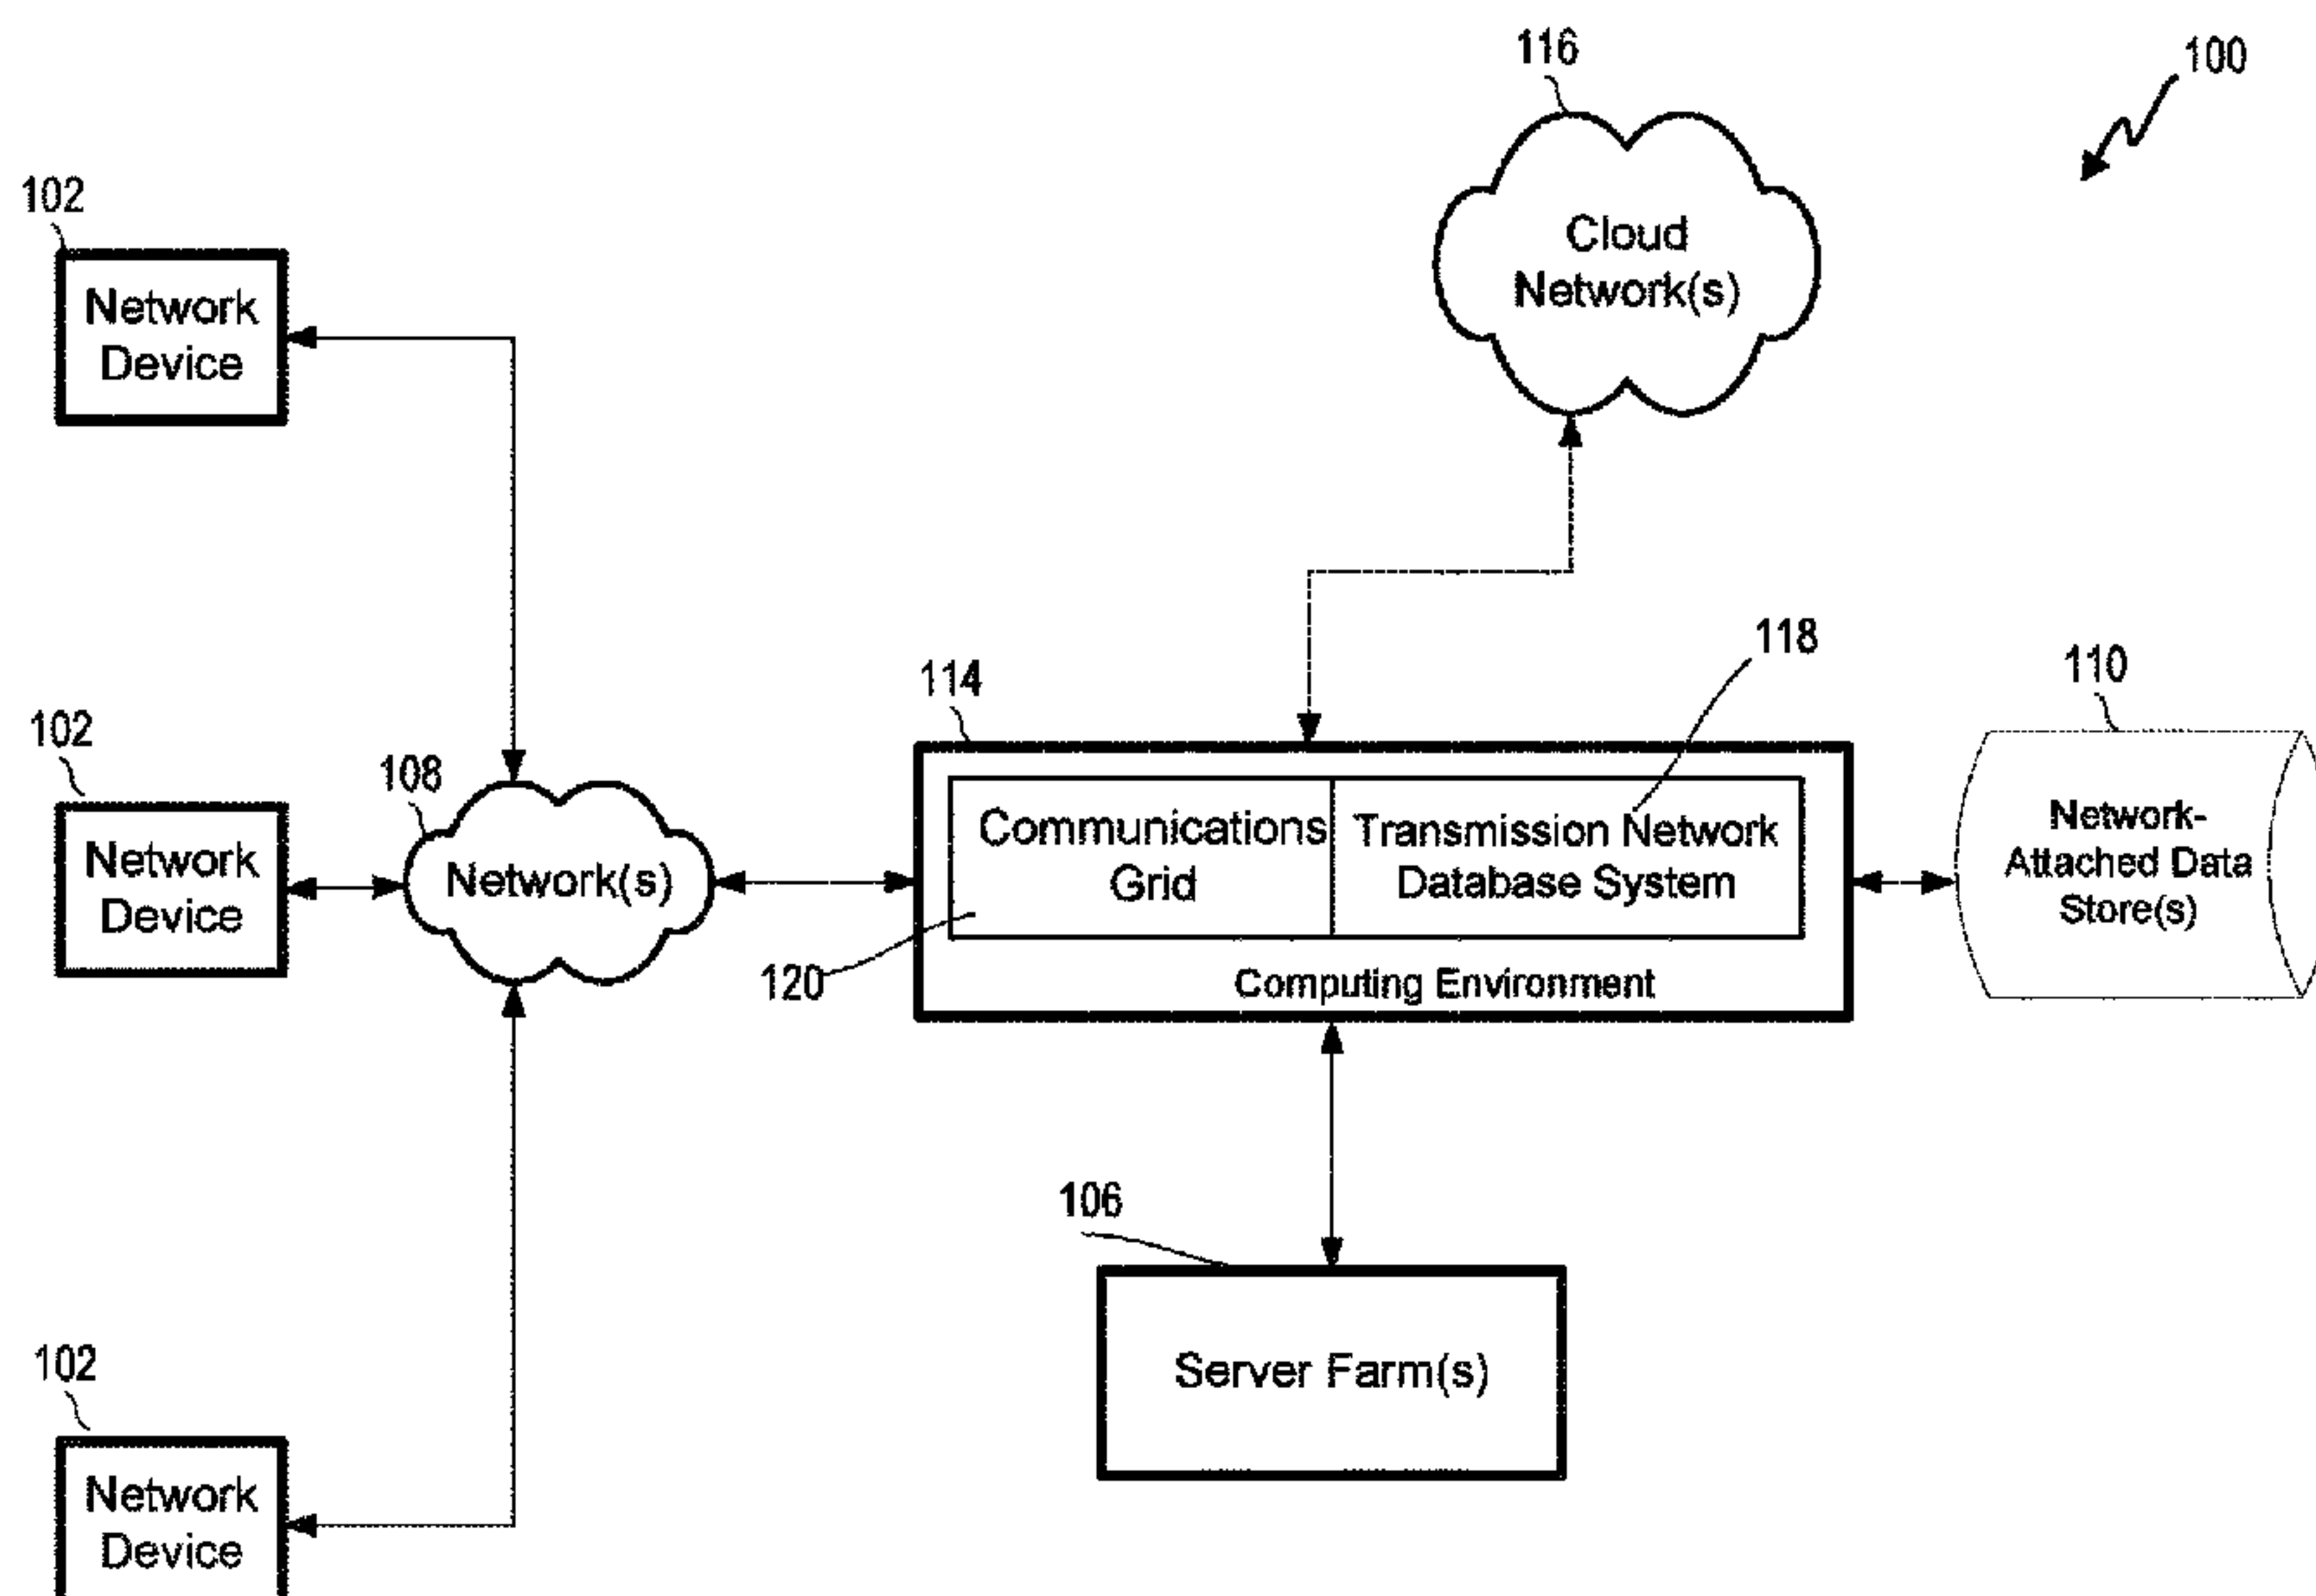 116
100
102
Cloud
Network(s)
Network
Device
118
114
110
102
108
Network
Device
Network(s)
Communications
Grid
Transmission Network
Database System
Network-
Attached Data
Store(s)
120
Computing Environment
106
102
Server Farm(s)
Network
Device